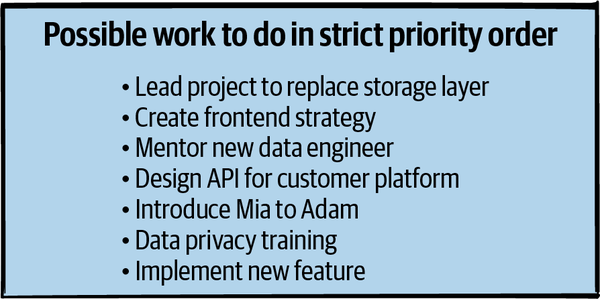 Possible work to do in strict priority order
• Lead project to replace storage layer
• Create frontend strategy
• Mentor new data engineer
• Design API for customer platform
• Introduce Mia to Adam
• Data privacy training
• Implement new feature